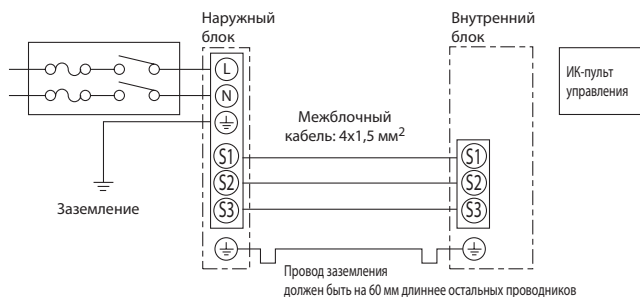 Наружный
блок
Внутренний
блок
L
N
ИК-пульт
управления
Межблочный
кабель: 4x1,5 мм²
S1
S2
S3
S1
S2
S3
Заземление
Провод заземления
должен быть на 60 мм длиннее остальных проводников